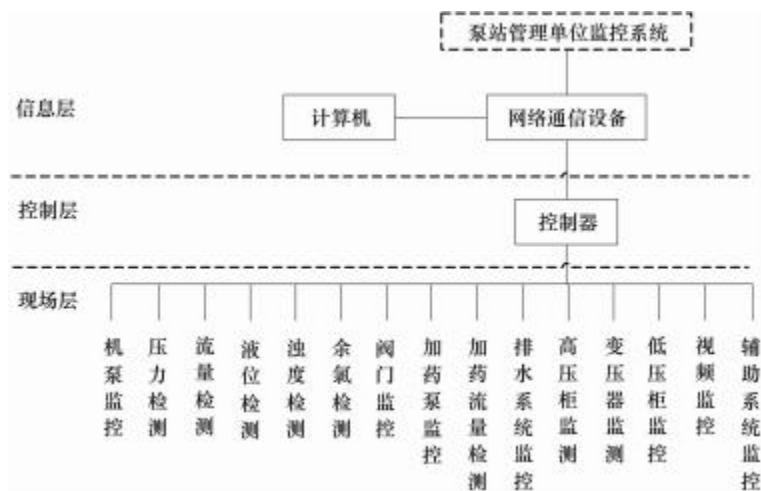 泵站管理单位监控系统
信息层
计算机
网络通信设备
控制层
控制器
现场层
机泵监控
压力检测
流量检测
液位检测
浊度检测
余氯检测
阀门监控
加药泵监控
加药流量检测
排水系统监控
高压柜监测
变压器监测
低压柜监控
视频监控
辅助系统监控